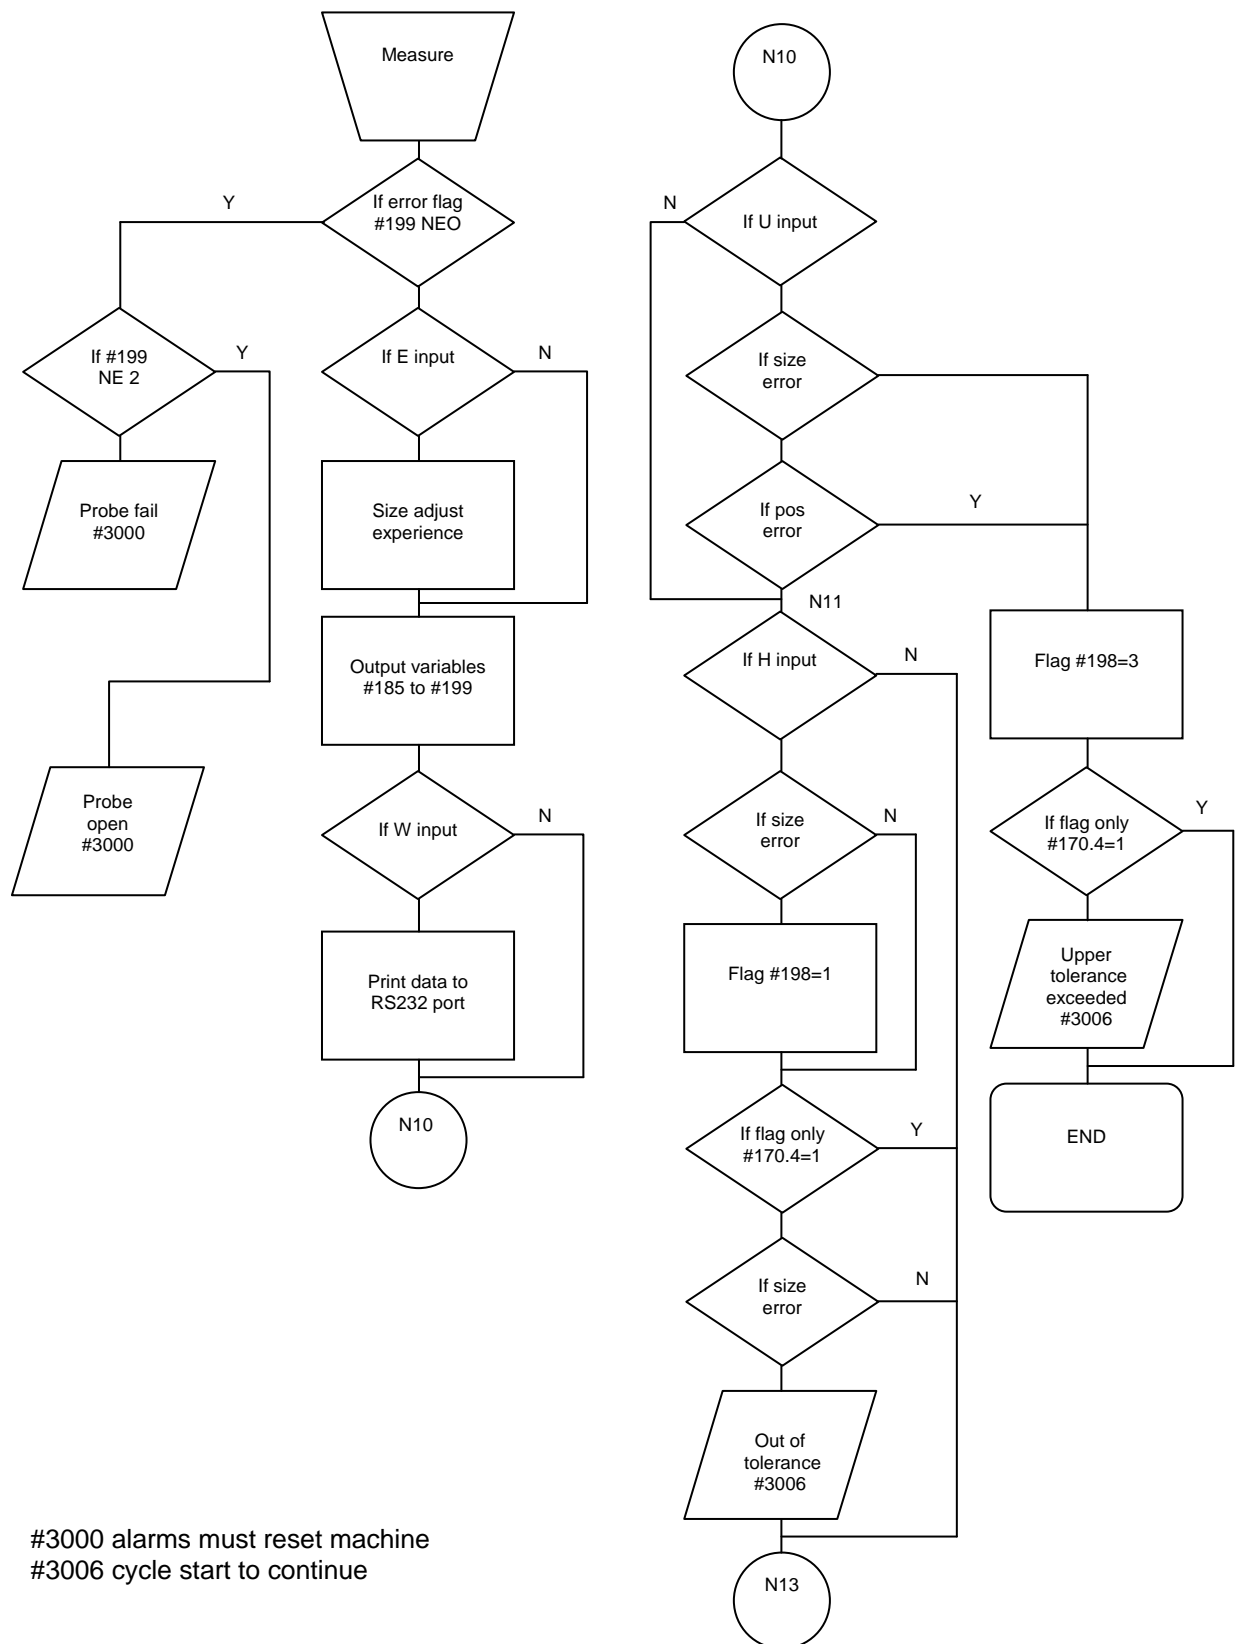 Measure
If error flag
#199 NEO
Y
If #199
NE 2
Y
Probe fail
#3000
Probe
open
#3000
If E input
N
Size adjust
experience
Output variables
#185 to #199
If W input
N
Print data to
RS232 port
N10
N10
If U input
N
If size
error
If pos
error
Y
N11
If H input
N
If size
error
N
Flag #198=1
If flag only
#170.4=1
Y
If size
error
N
Out of
tolerance
#3006
N13
Flag #198=3
If flag only
#170.4=1
Y
Upper
tolerance
exceeded
#3006
END
#3000 alarms must reset machine
#3006 cycle start to continue